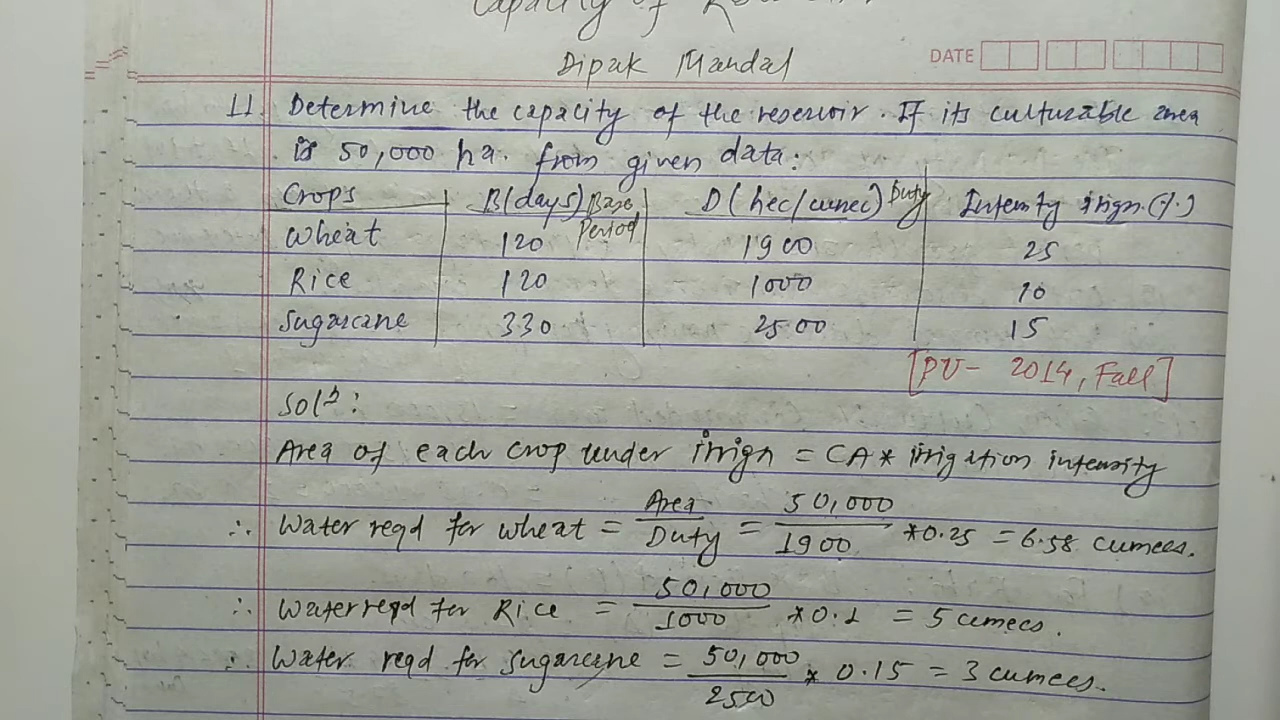 Capacity of
Dipak Mandal
DATE
11. Determine the capacity of the reservoir. If its culturable area
is 50,000 ha. from given data:
Crops B(days) Base Period D(hec/cumec) Duty Intensity irign.(%)
Wheat 120 1900 25
Rice 120 1000 10
Sugarcane 330 2500 15
[PU- 2014, Fall]
Solⁿ:
Area of each crop under irrign = CA * irrigation intensity
∴ Water reqd for wheat = Area / Duty = 50,000 / 1900 * 0.25 = 6.58 cumecs.
∴ Water reqd for Rice = 50,000 / 1000 * 0.1 = 5 cumecs.
∴ Water reqd for sugarcane = 50,000 / 2500 * 0.15 = 3 cumecs.